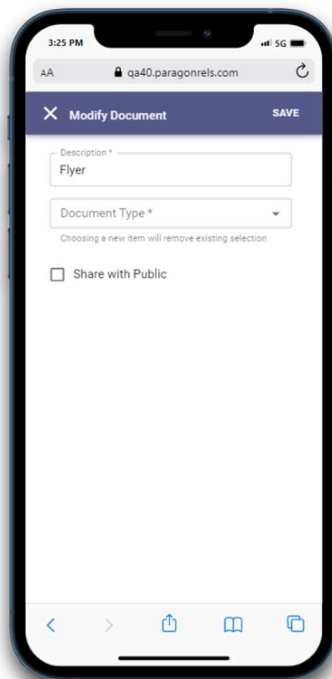 3:25 PM 5G
AA qa40.paragonrels.com
Modify Document SAVE
Description *
Flyer
Document Type *
Choosing a new item will remove existing selection
Share with Public